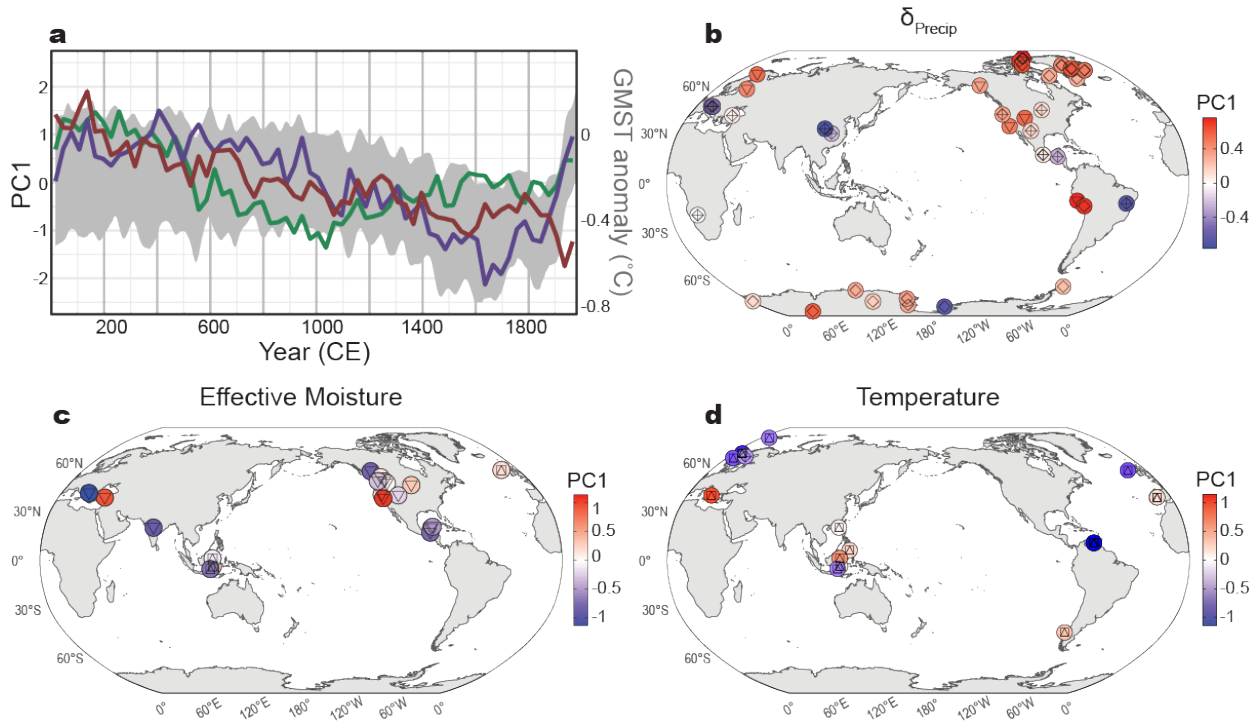 a
PC1
2
1
0
-1
-2
200
600
1000
1400
1800
Year (CE)
GMST anomaly (°C)
0
-0.4
-0.8
b
δPrecip
60°N
30°N
0°
30°S
60°S
0°
60°E
120°E
180°
120°W
60°W
0°
PC1
0.4
0
-0.4
c
Effective Moisture
60°N
30°N
0°
30°S
60°S
0°
60°E
120°E
180°
120°W
60°W
0°
PC1
1
0.5
0
-0.5
-1
d
Temperature
60°N
30°N
0°
30°S
60°S
0°
60°E
120°E
180°
120°W
60°W
0°
PC1
1
0.5
0
-0.5
-1